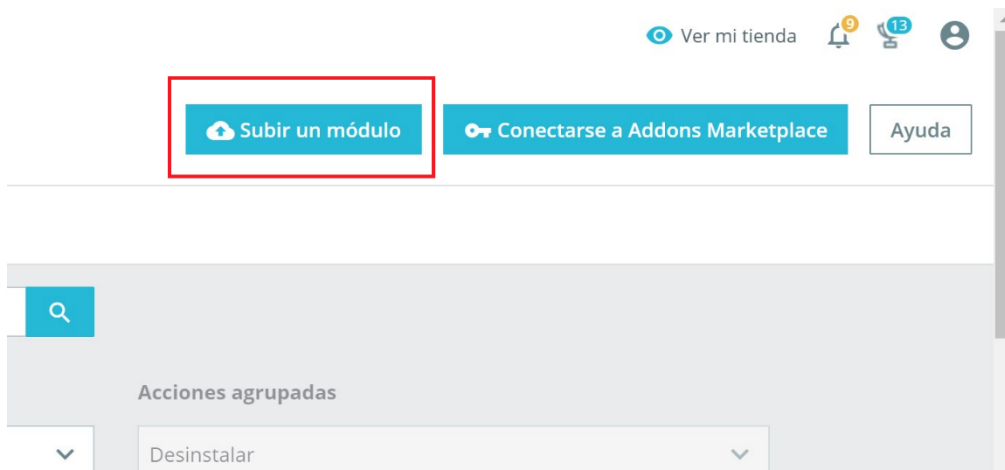 Ver mi tienda 9 13
Subir un módulo Conectarse a Addons Marketplace Ayuda
Acciones agrupadas
Desinstalar